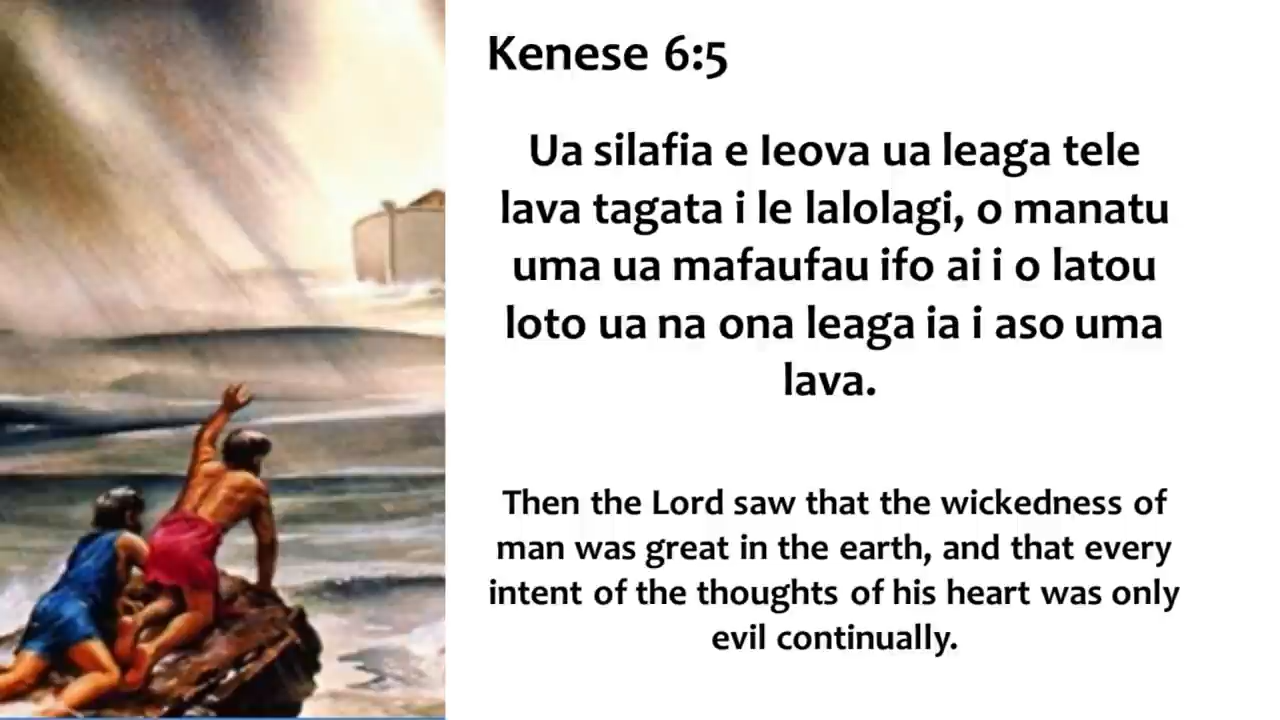 Kenese 6:5
Ua silafia e Ieova ua leaga tele
lava tagata i le lalolagi, o manatu
uma ua mafaufau ifo ai i o latou
loto ua na ona leaga ia i aso uma
lava.
Then the Lord saw that the wickedness of
man was great in the earth, and that every
intent of the thoughts of his heart was only
evil continually.